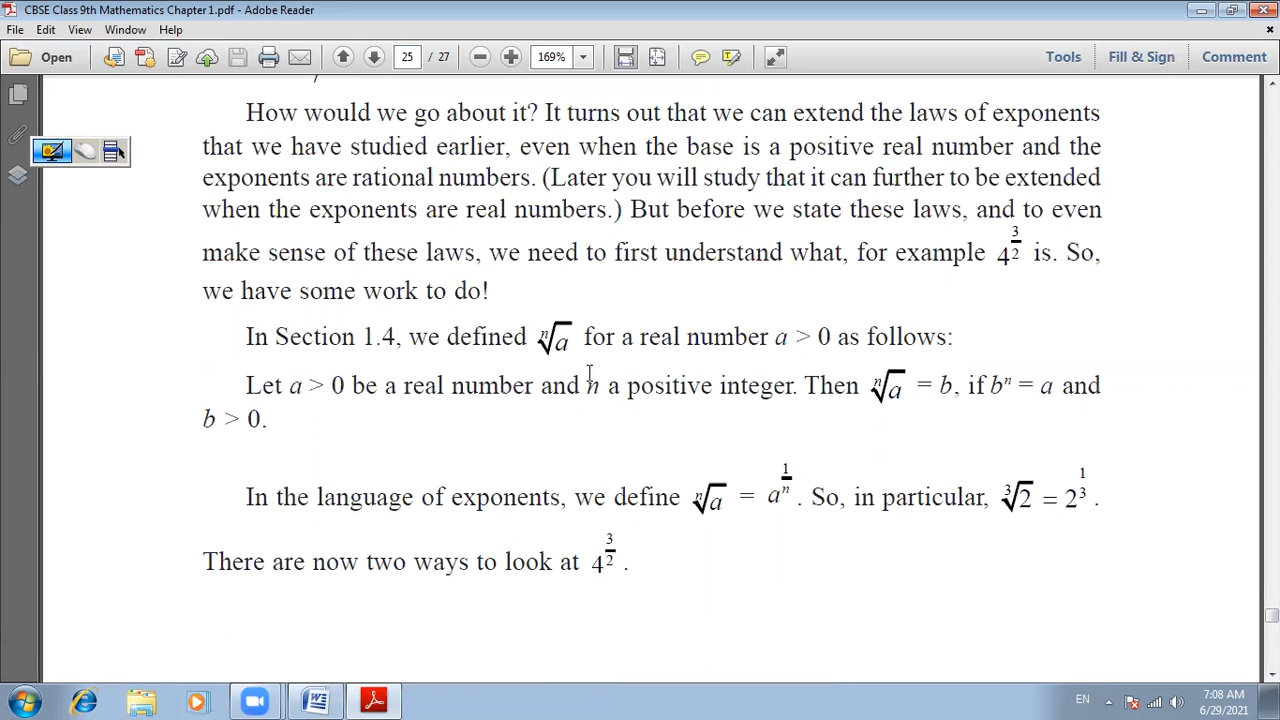 CBSE Class 9th Mathematics Chapter 1.pdf - Adobe Reader
File Edit View Window Help
Open 25 / 27 169% Tools Fill & Sign Comment
How would we go about it? It turns out that we can extend the laws of exponents
that we have studied earlier, even when the base is a positive real number and the
exponents are rational numbers. (Later you will study that it can further to be extended
when the exponents are real numbers.) But before we state these laws, and to even
make sense of these laws, we need to first understand what, for example 4^(3/2) is. So,
we have some work to do!
In Section 1.4, we defined ⁿ√a for a real number a > 0 as follows:
Let a > 0 be a real number and n a positive integer. Then ⁿ√a = b, if bⁿ = a and
b > 0.
In the language of exponents, we define ⁿ√a = a^(1/n). So, in particular, ³√2 = 2^(1/3).
There are now two ways to look at 4^(3/2).
EN 7:08 AM
6/29/2021